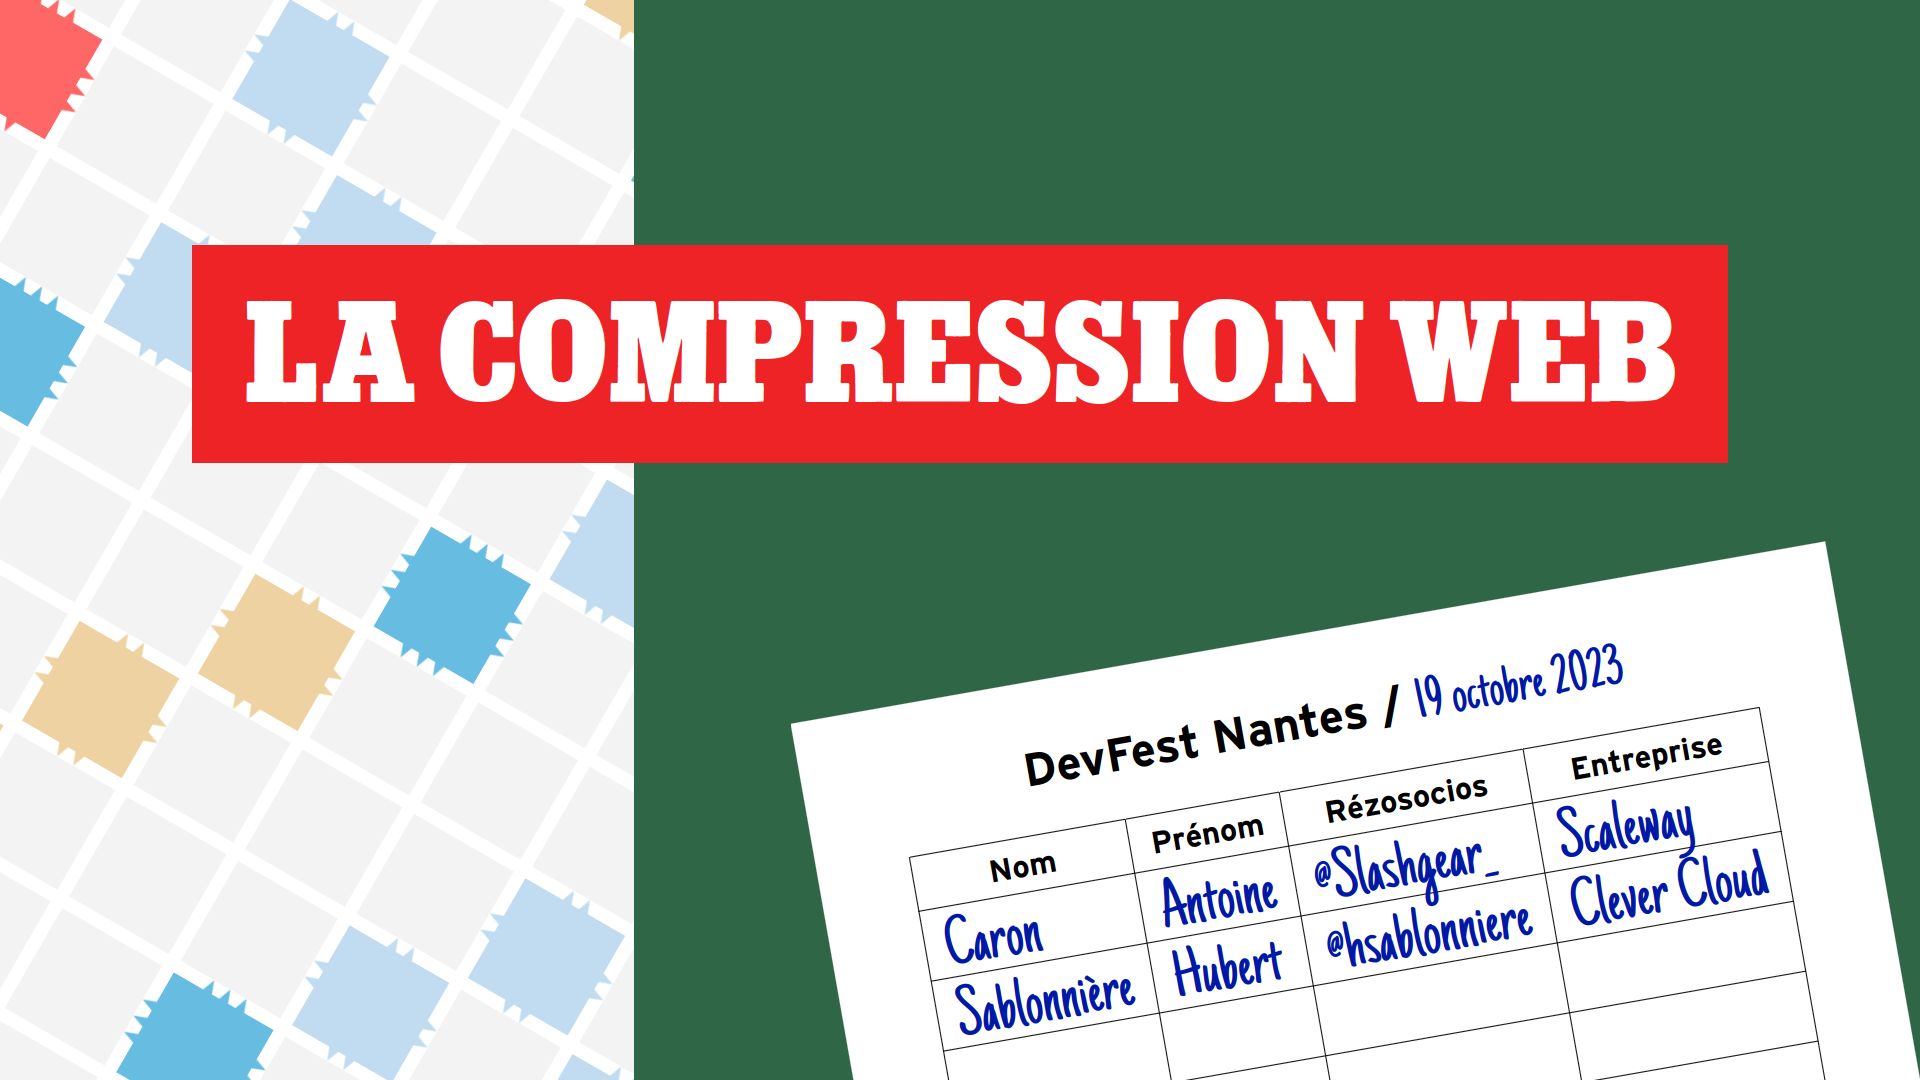 LA COMPRESSION WEB
DevFest Nantes / 19 octobre 2023
Nom Prénom Rézosocios Entreprise
Caron Antoine @Slashgear_ Scaleway
Sablonnière Hubert @hsablonniere Clever Cloud